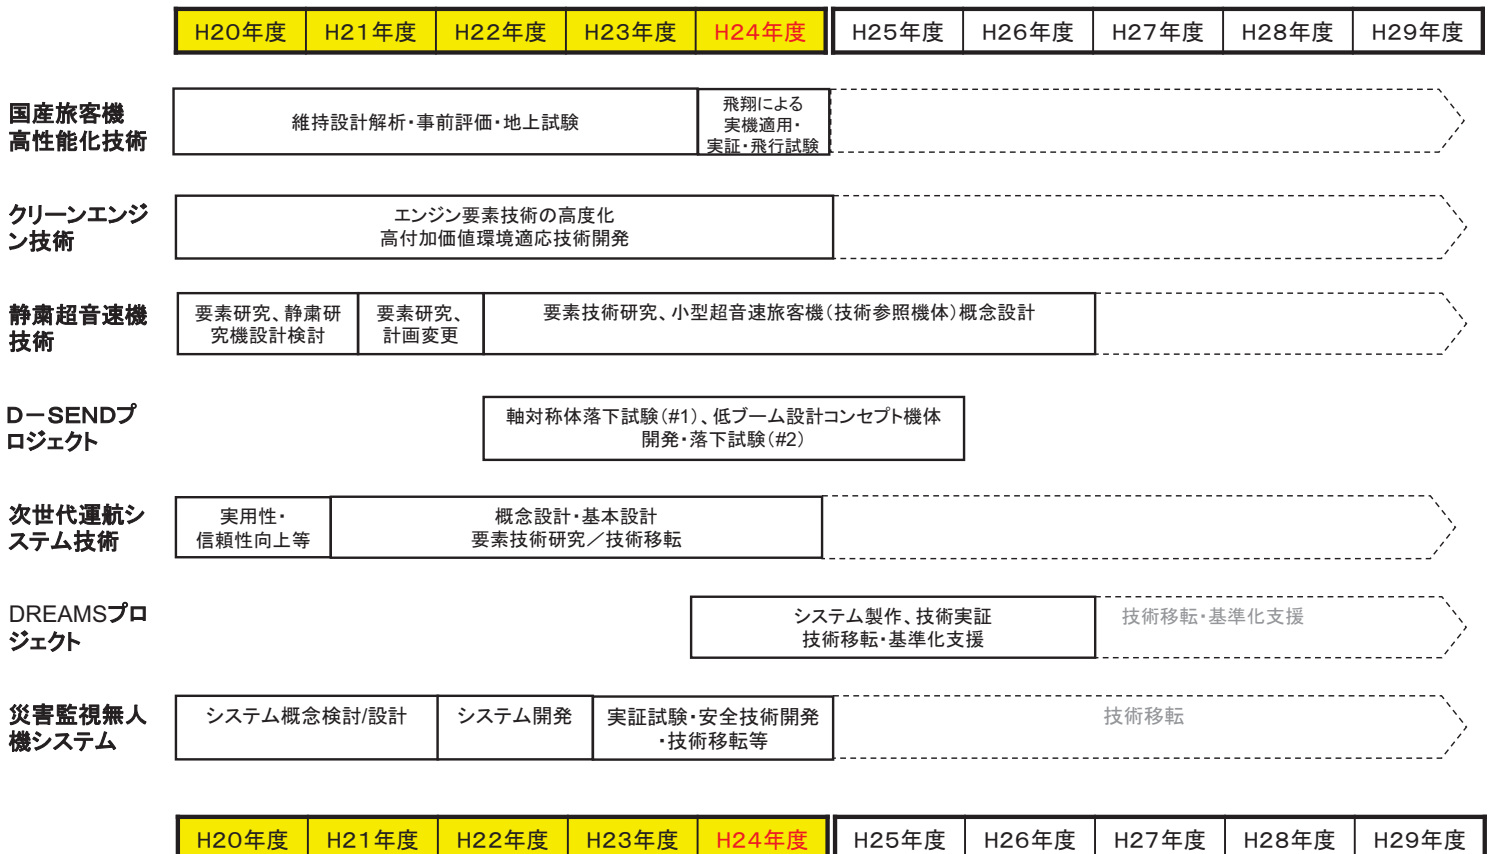 H20年度 H21年度 H22年度 H23年度 H24年度 H25年度 H26年度 H27年度 H28年度 H29年度
国産旅客機
高性能化技術
維持設計解析・事前評価・地上試験
飛翔による
実機適用・
実証・飛行試験
クリーンエンジ
ン技術
エンジン要素技術の高度化
高付加価値環境適応技術開発
静粛超音速機
技術
要素研究、静粛研
究機設計検討
要素研究、
計画変更
要素技術研究、小型超音速旅客機（技術参照機体）概念設計
D－SENDプ
ロジェクト
軸対称体落下試験(#1)、低ブーム設計コンセプト機体
開発・落下試験(#2)
次世代運航シ
ステム技術
実用性・
信頼性向上等
概念設計・基本設計
要素技術研究／技術移転
DREAMSプロ
ジェクト
システム製作、技術実証
技術移転・基準化支援
技術移転・基準化支援
災害監視無人
機システム
システム概念検討/設計
システム開発
実証試験・安全技術開発
・技術移転等
技術移転
H20年度 H21年度 H22年度 H23年度 H24年度 H25年度 H26年度 H27年度 H28年度 H29年度